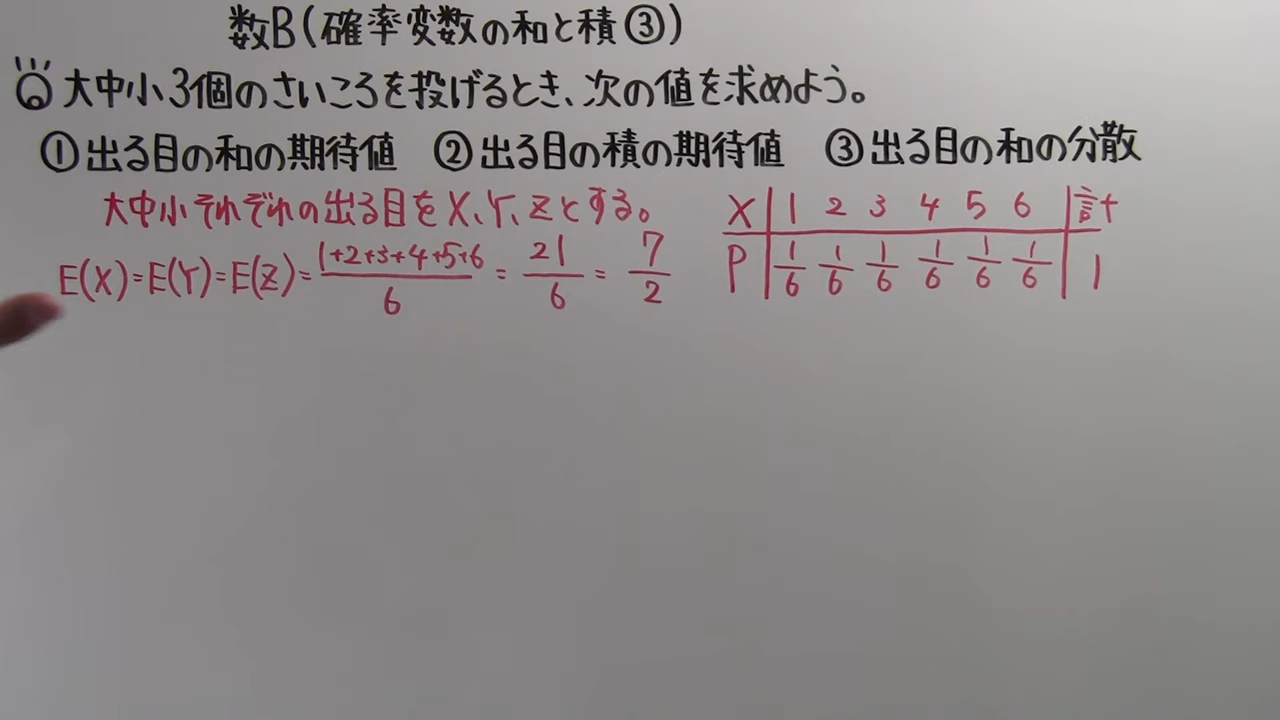 数B(確率変数の和と積③)
大中小3個のさいころを投げるとき、次の値を求めよう。
①出る目の和の期待値 ②出る目の積の期待値 ③出る目の和の分散
大中小それぞれの出る目をX、Y、Zとする。
E(X)=E(Y)=E(Z)=(1+2+3+4+5+6)/6=21/6=7/2
X 1 2 3 4 5 6 計
P 1/6 1/6 1/6 1/6 1/6 1/6 1